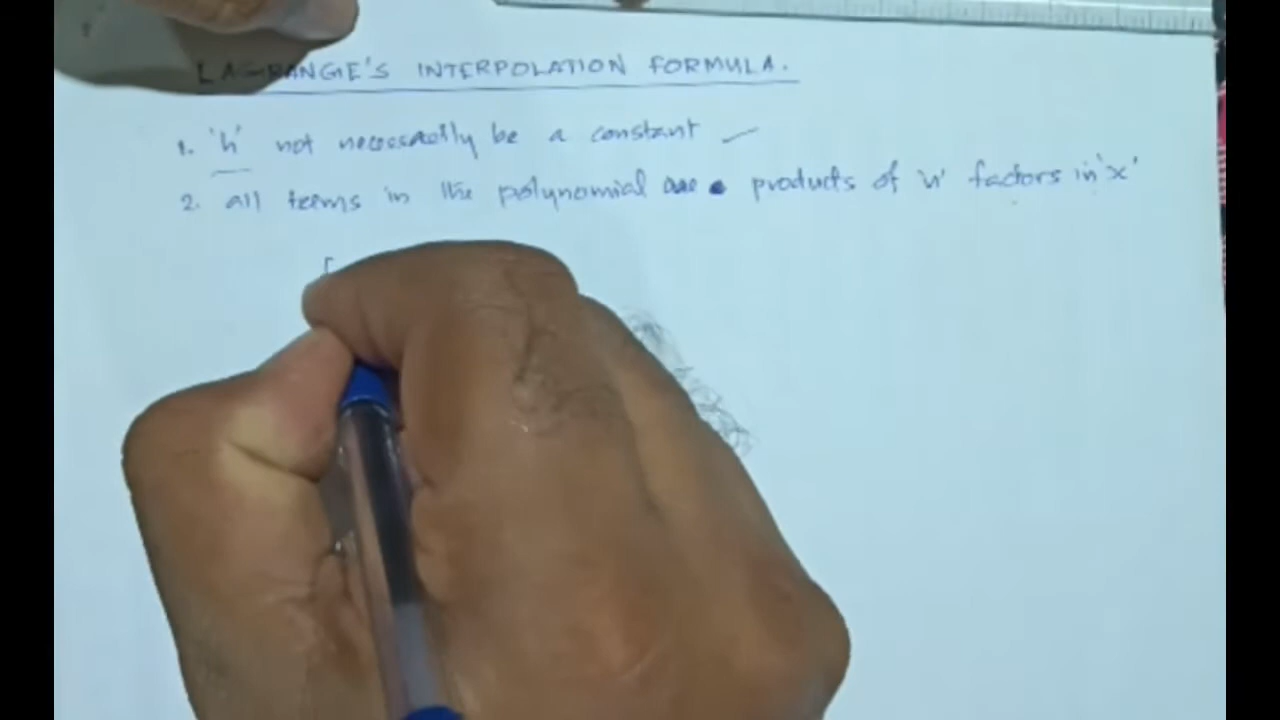 LAGRANGE'S INTERPOLATION FORMULA.
1. 'h' not necessarily be a constant
2. all terms in the polynomial are products of 'n' factors in 'x'